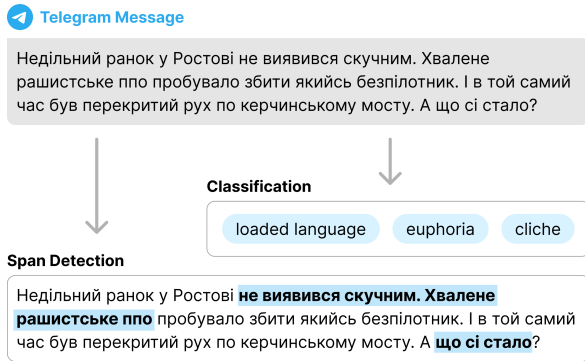 Telegram Message
Недільний ранок у Ростові не виявився скучним. Хвалене
рашистське ппо пробувало збити якийсь безпілотник. І в той самий
час був перекритий рух по керчинському мосту. А що сі стало?
Classification
loaded language
euphoria
cliche
Span Detection
Недільний ранок у Ростові не виявився скучним. Хвалене
рашистське ппо пробувало збити якийсь безпілотник. І в той самий
час був перекритий рух по керчинському мосту. А що сі стало?